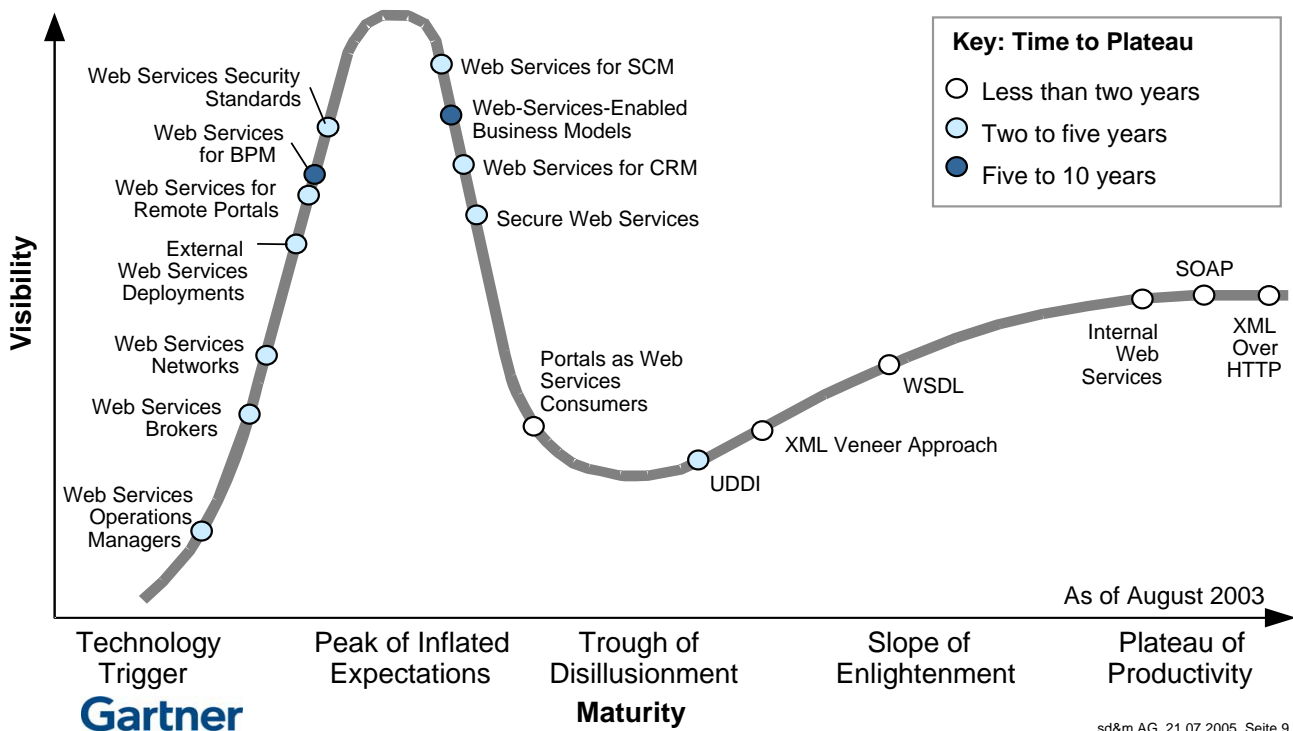 Key: Time to Plateau
Less than two years
Two to five years
Five to 10 years
Visibility
Web Services Security
Standards
Web Services
for BPM
Web Services for
Remote Portals
External
Web Services
Deployments
Web Services
Networks
Web Services
Brokers
Web Services
Operations
Managers
Web Services for SCM
Web-Services-Enabled
Business Models
Web Services for CRM
Secure Web Services
Portals as Web
Services
Consumers
UDDI
XML Veneer Approach
WSDL
Internal
Web
Services
SOAP
XML
Over
HTTP
As of August 2003
Technology
Trigger
Peak of Inflated
Expectations
Trough of
Disillusionment
Slope of
Enlightenment
Plateau of
Productivity
Maturity
Gartner
sd&m AG, 21.07.2005, Seite 9